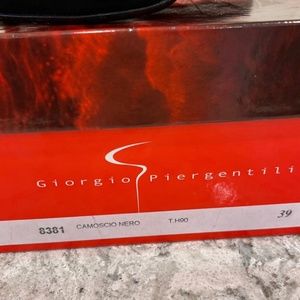 Giorgio Piergentili
8381 CAMOSCIO NERO T.H90 39